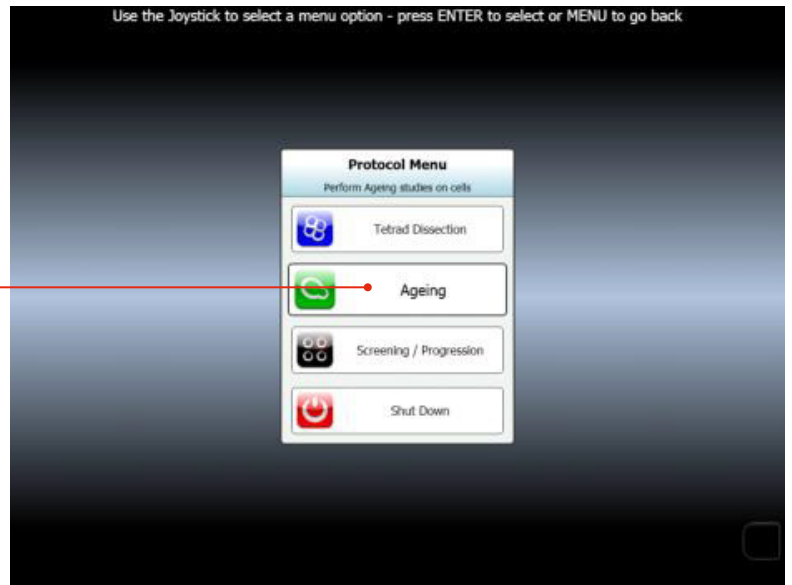 Use the Joystick to select a menu option - press ENTER to select or MENU to go back
Protocol Menu
Perform Ageing studies on cells
Tetrad Dissection
Ageing
Screening / Progression
Shut Down